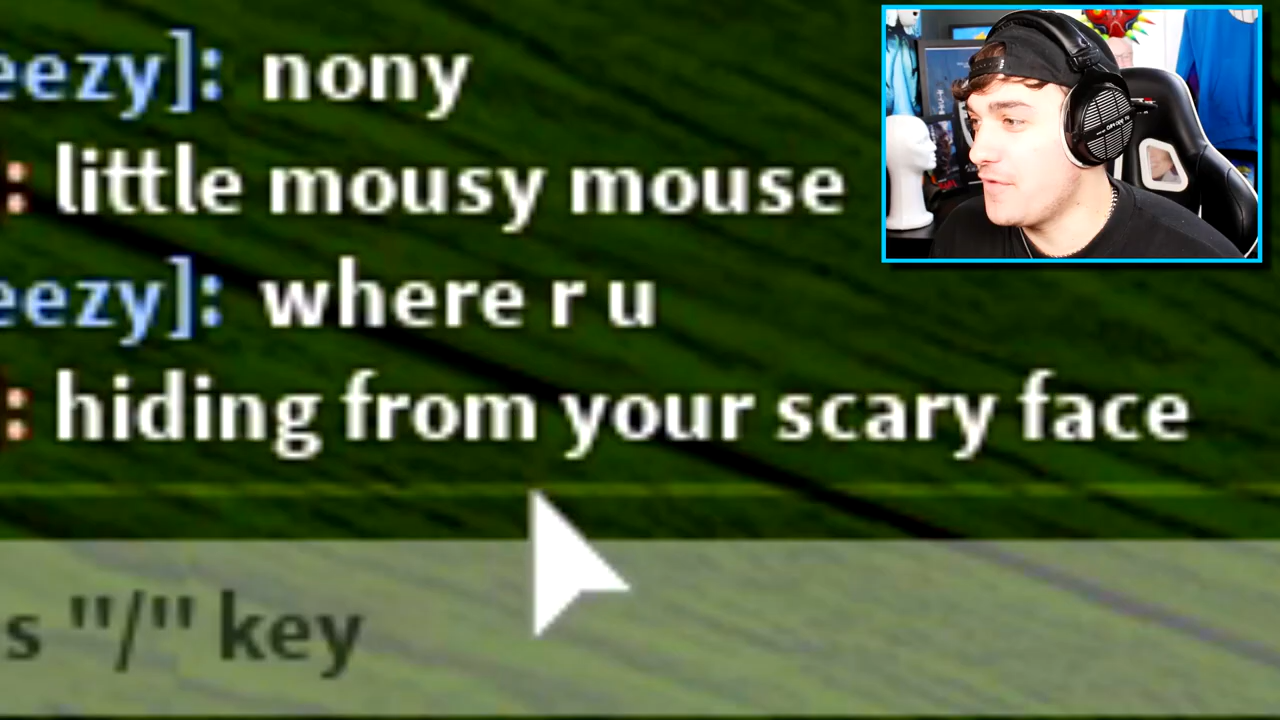 eezy]: nony
: little mousy mouse
eezy]: where r u
: hiding from your scary face
s "/" key